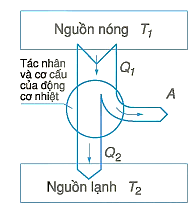 Nguồn nóng T1
Tác nhân
và cơ cấu
của động
cơ nhiệt
Q1
A
Q2
Nguồn lạnh T2